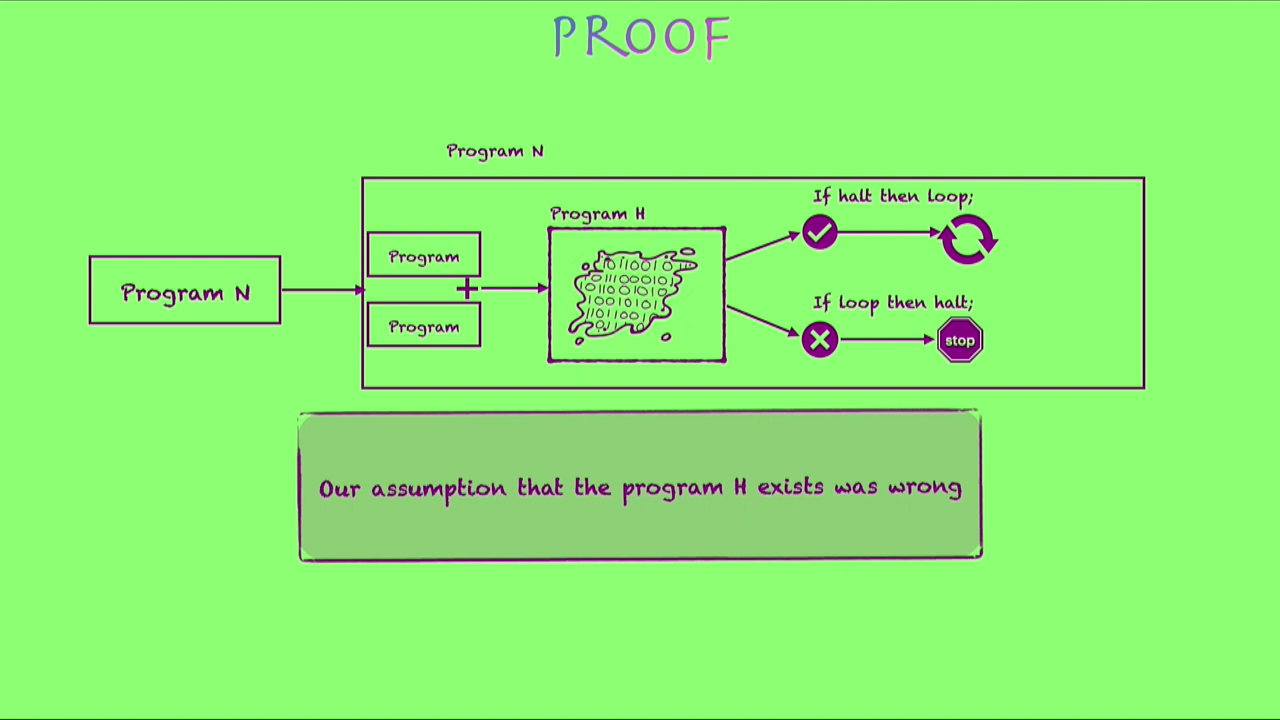 PROOF
Program N
If halt then loop;
Program H
Program
Program N
+
If loop then halt;
Program
stop
Our assumption that the program H exists was wrong